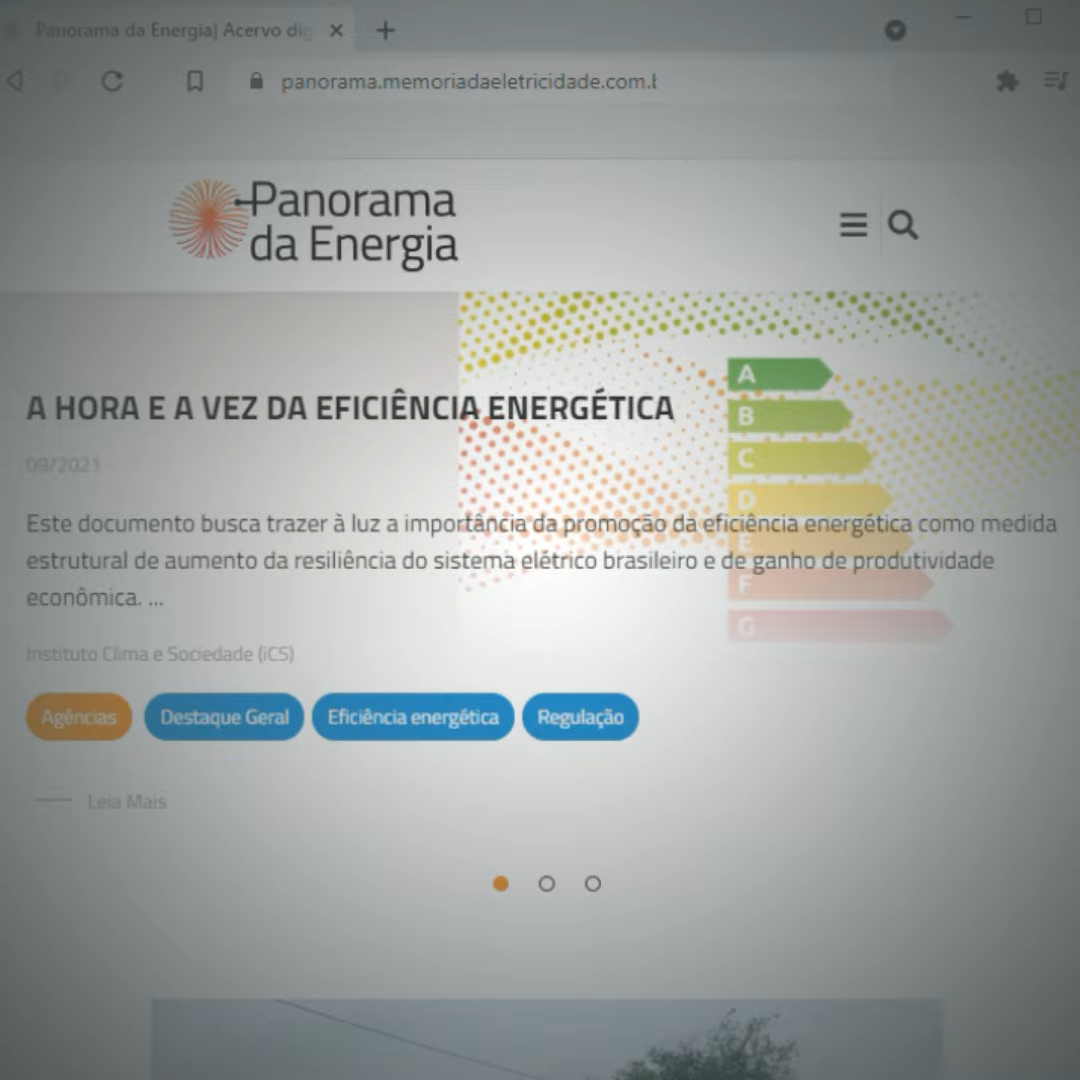 Panorama da Energia| Acervo dig
panorama.memoriadaeletricidade.com.b
Panorama
da Energia
A HORA E A VEZ DA EFICIÊNCIA ENERGÉTICA
09/2021
Este documento busca trazer à luz a importância da promoção da eficiência energética como medida
estrutural de aumento da resiliência do sistema elétrico brasileiro e de ganho de produtividade
econômica. ...
Instituto Clima e Sociedade (iCS)
Agências Destaque Geral Eficiência energética Regulação
Leia Mais
A
B
C
D
E
F
G